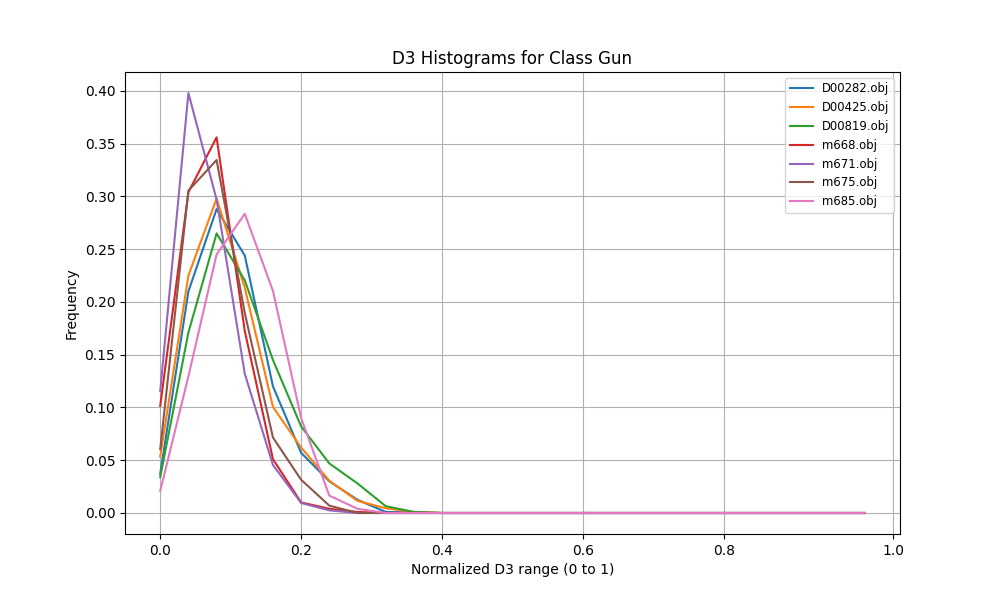 D3 Histograms for Class Gun
D00282.obj
D00425.obj
D00819.obj
m668.obj
m671.obj
m675.obj
m685.obj
Frequency
0.40
0.35
0.30
0.25
0.20
0.15
0.10
0.05
0.00
0.0 0.2 0.4 0.6 0.8 1.0
Normalized D3 range (0 to 1)